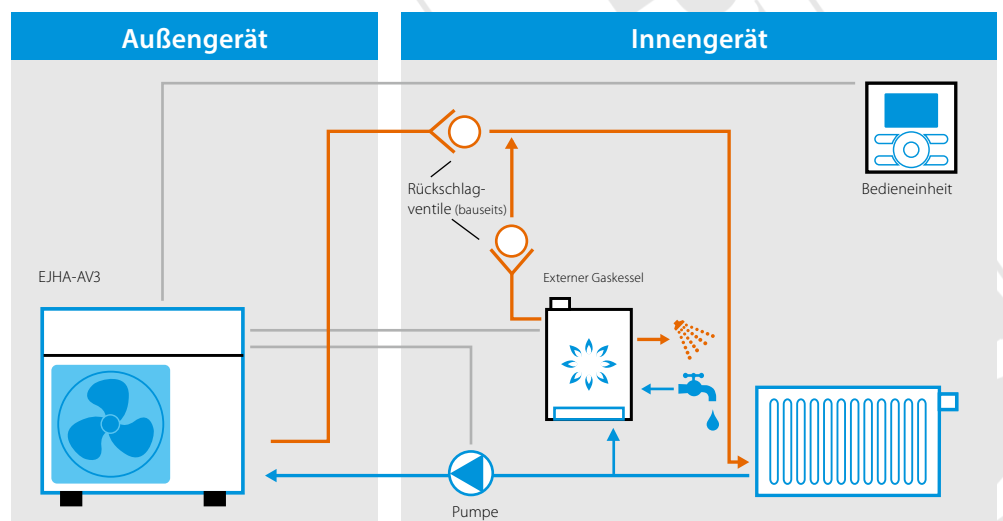 Außengerät
Innengerät
Rückschlag-
ventile (bauseits)
Bedieneinheit
EJHA-AV3
Externer Gaskessel
Pumpe